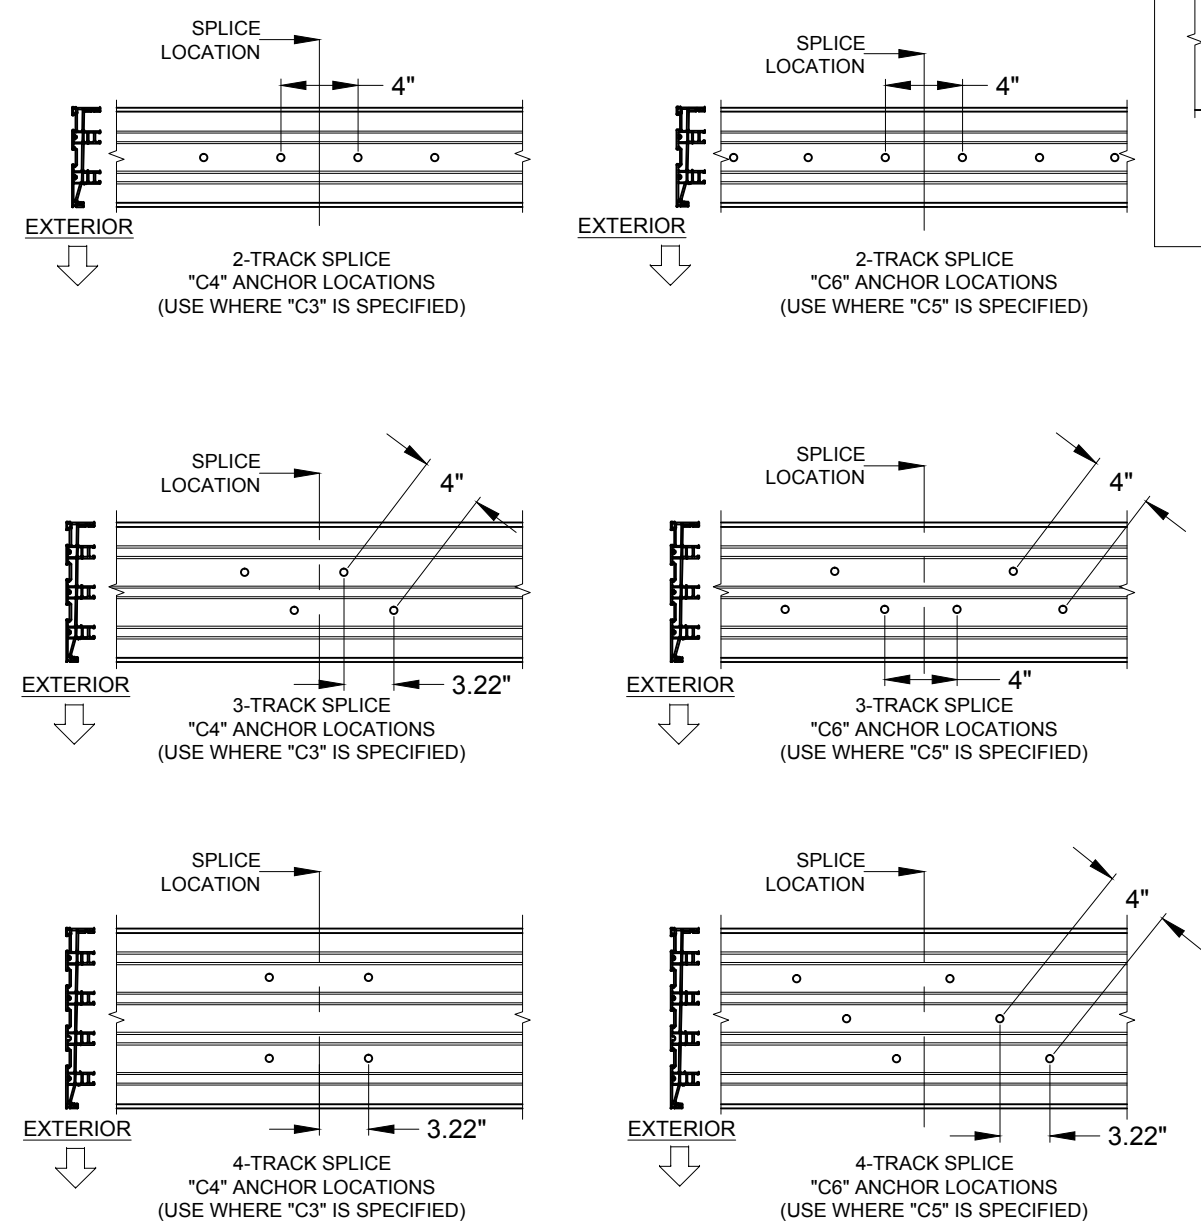 SPLICE
LOCATION
4"
EXTERIOR
2-TRACK SPLICE
"C4" ANCHOR LOCATIONS
(USE WHERE "C3" IS SPECIFIED)
SPLICE
LOCATION
4"
EXTERIOR
2-TRACK SPLICE
"C6" ANCHOR LOCATIONS
(USE WHERE "C5" IS SPECIFIED)
SPLICE
LOCATION
4"
EXTERIOR
3.22"
3-TRACK SPLICE
"C4" ANCHOR LOCATIONS
(USE WHERE "C3" IS SPECIFIED)
SPLICE
LOCATION
4"
EXTERIOR
4"
3-TRACK SPLICE
"C6" ANCHOR LOCATIONS
(USE WHERE "C5" IS SPECIFIED)
SPLICE
LOCATION
EXTERIOR
3.22"
4-TRACK SPLICE
"C4" ANCHOR LOCATIONS
(USE WHERE "C3" IS SPECIFIED)
SPLICE
LOCATION
4"
EXTERIOR
3.22"
4-TRACK SPLICE
"C6" ANCHOR LOCATIONS
(USE WHERE "C5" IS SPECIFIED)